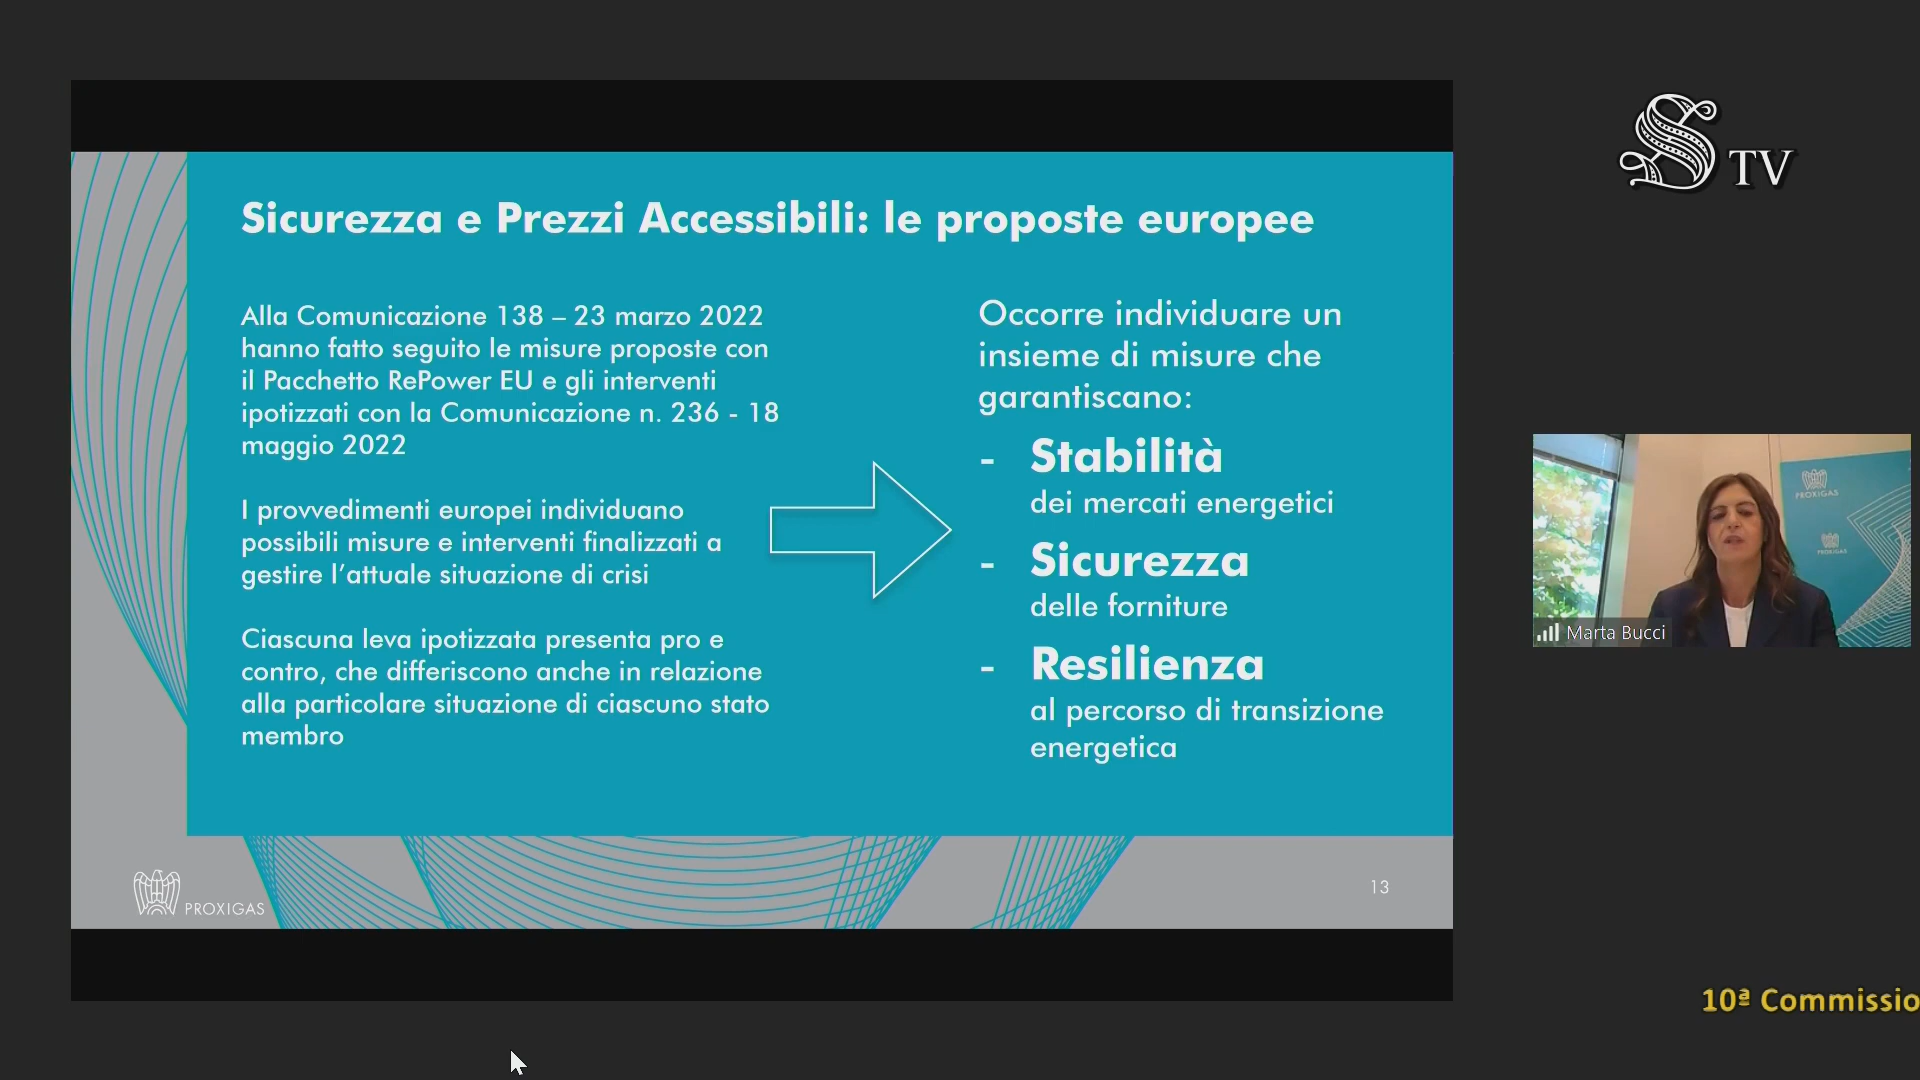 Sicurezza e Prezzi Accessibili: le proposte europee
Alla Comunicazione 138 – 23 marzo 2022
hanno fatto seguito le misure proposte con
il Pacchetto RePower EU e gli interventi
ipotizzati con la Comunicazione n. 236 - 18
maggio 2022
I provvedimenti europei individuano
possibili misure e interventi finalizzati a
gestire l’attuale situazione di crisi
Ciascuna leva ipotizzata presenta pro e
contro, che differiscono anche in relazione
alla particolare situazione di ciascuno stato
membro
Occorre individuare un
insieme di misure che
garantiscano:
- Stabilità
dei mercati energetici
- Sicurezza
delle forniture
- Resilienza
al percorso di transizione
energetica
PROXIGAS
13
S TV
PROXIGAS
PROXIGAS
Marta Bucci
10ª Commissio